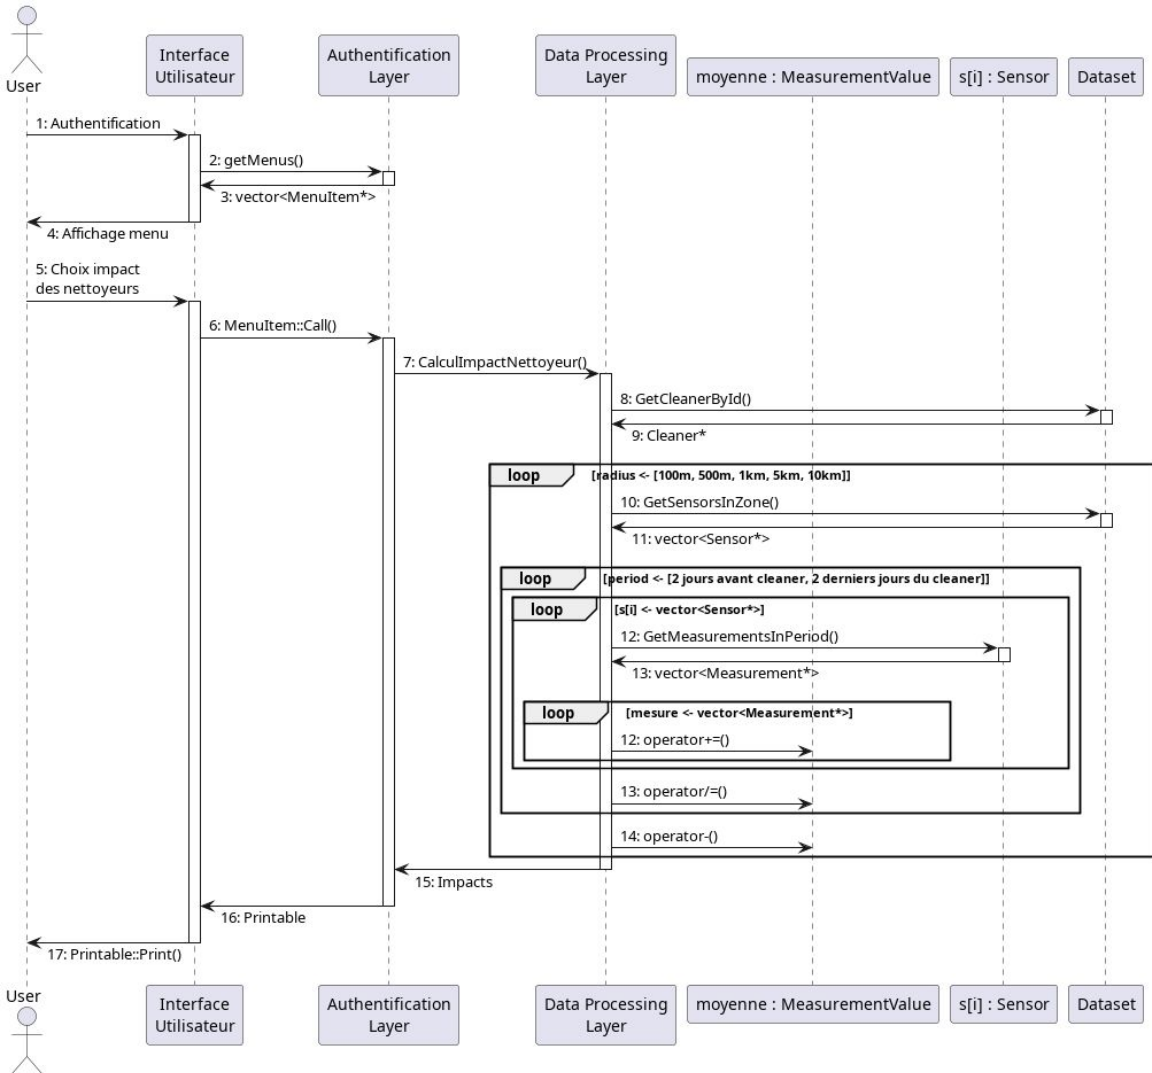 User
Interface
Utilisateur
Authentification
Layer
Data Processing
Layer
moyenne : MeasurementValue
s[i] : Sensor
Dataset
1: Authentification
2: getMenus()
3: vector<MenuItem*>
4: Affichage menu
5: Choix impact
des nettoyeurs
6: MenuItem::Call()
7: CalculImpactNettoyeur()
8: GetCleanerById()
9: Cleaner*
loop [radius <- [100m, 500m, 1km, 5km, 10km]]
10: GetSensorsInZone()
11: vector<Sensor*>
loop [period <- [2 jours avant cleaner, 2 derniers jours du cleaner]]
loop [s[i] <- vector<Sensor*>]
12: GetMeasurementsInPeriod()
13: vector<Measurement*>
loop [mesure <- vector<Measurement*>]
12: operator+=()
13: operator/=()
14: operator-()
15: Impacts
16: Printable
17: Printable::Print()
User
Interface
Utilisateur
Authentification
Layer
Data Processing
Layer
moyenne : MeasurementValue
s[i] : Sensor
Dataset